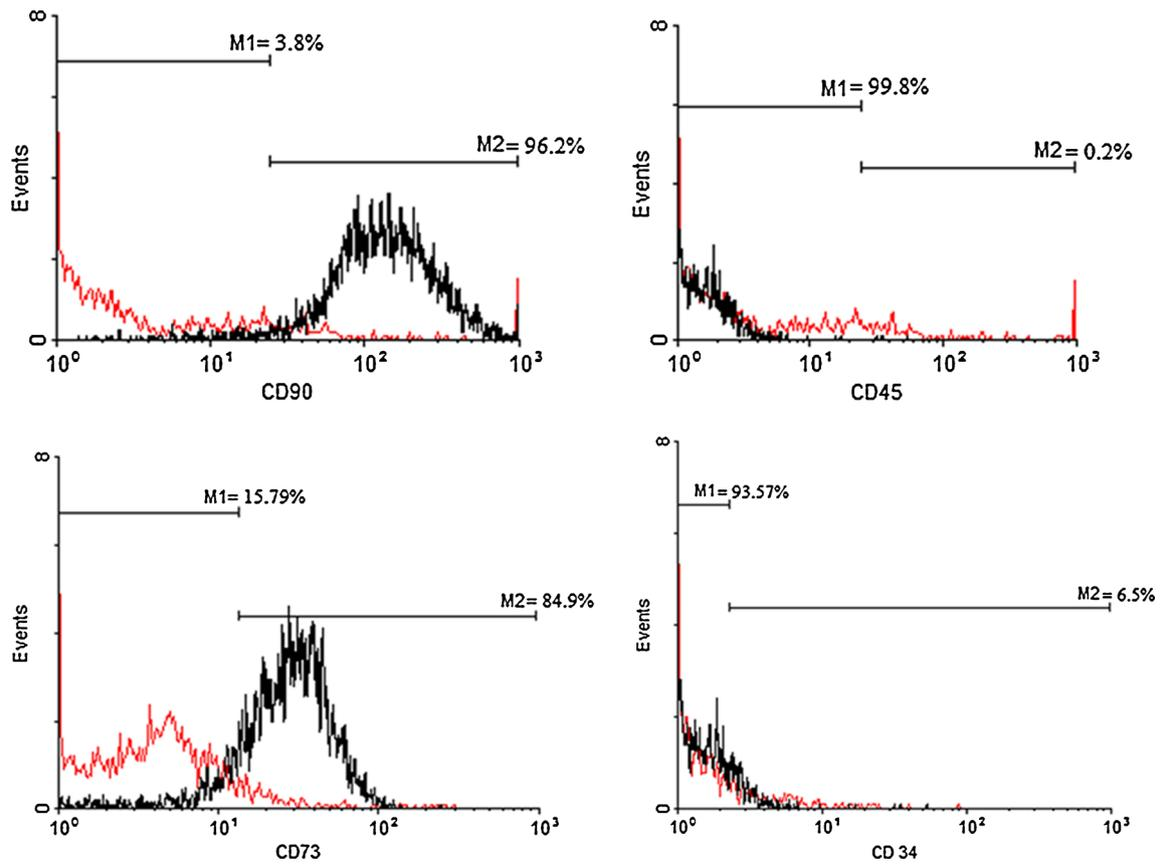 8
M1= 3.8%
M2= 96.2%
Events
0
10⁰ 10¹ 10² 10³
CD90
8
M1= 99.8%
M2= 0.2%
Events
0
10⁰ 10¹ 10² 10³
CD45
8
M1= 15.79%
M2= 84.9%
Events
0
10⁰ 10¹ 10² 10³
CD73
8
M1= 93.57%
M2= 6.5%
Events
0
10⁰ 10¹ 10² 10³
CD 34